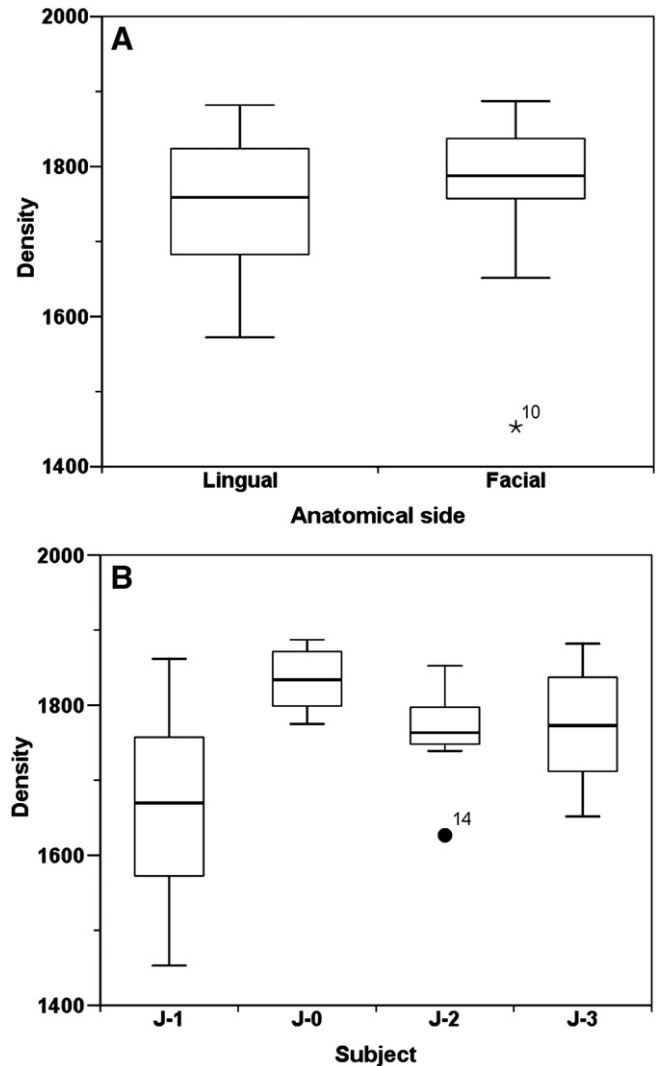 A
2000
1800
1600
1400
Density
10
Lingual Facial
Anatomical side
B
2000
1800
1600
1400
Density
14
J-1 J-0 J-2 J-3
Subject